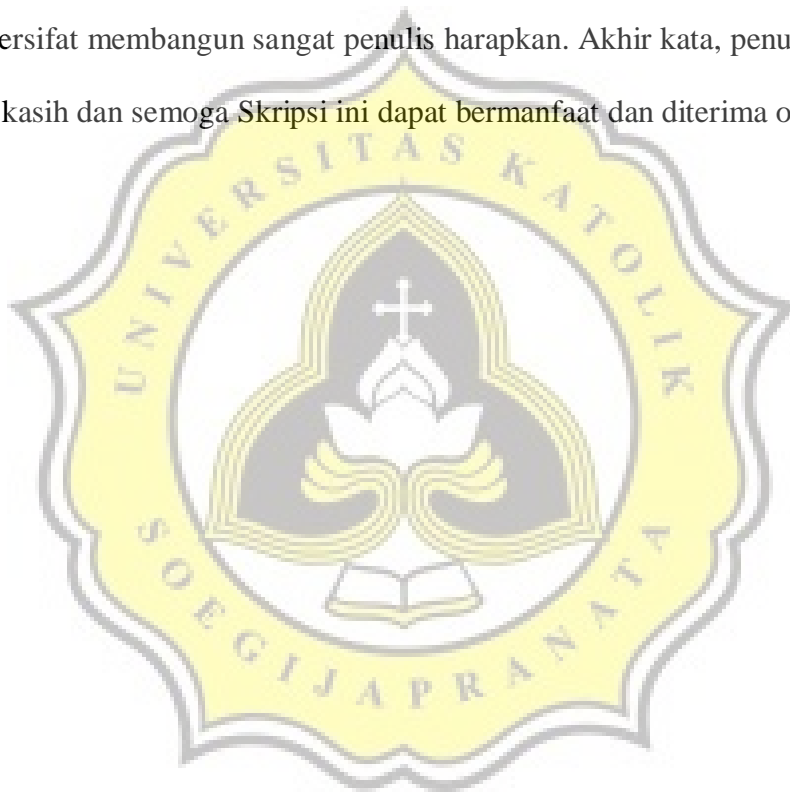 ersifat membangun sangat penulis harapkan. Akhir kata, penu
kasih dan semoga Skripsi ini dapat bermanfaat dan diterima o
UNIVERSITAS KATOLIK
SOEGIJAPRANATA